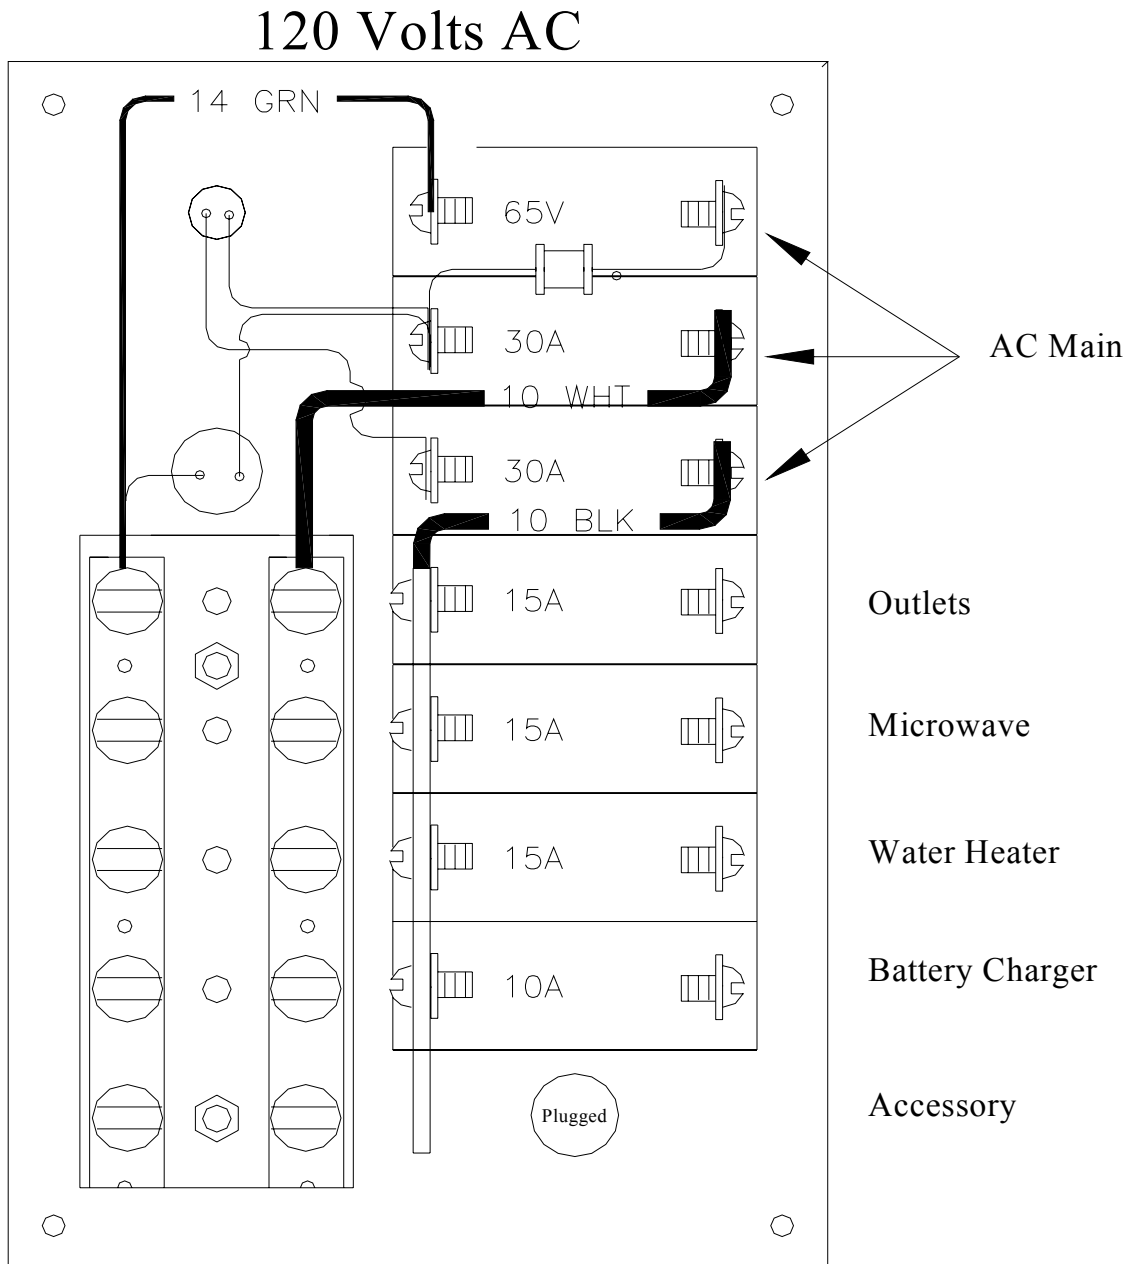 120 Volts AC
14 GRN
65V
30A
AC Main
10 WHT
30A
10 BLK
15A
Outlets
15A
Microwave
15A
Water Heater
10A
Battery Charger
Plugged
Accessory